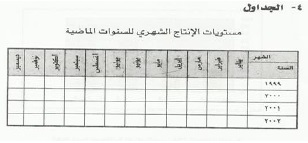 ٤- الجداول
مستويات الإنتاج الشهري للسنوات الماضية
الشهر
السنة
يناير
فبراير
مارس
إبريل
مايو
يونيو
يوليو
أغسطس
سبتمبر
أكتوبر
نوفمبر
ديسمبر
١٩٩٩
٢٠٠٠
٢٠٠١
٢٠٠٢